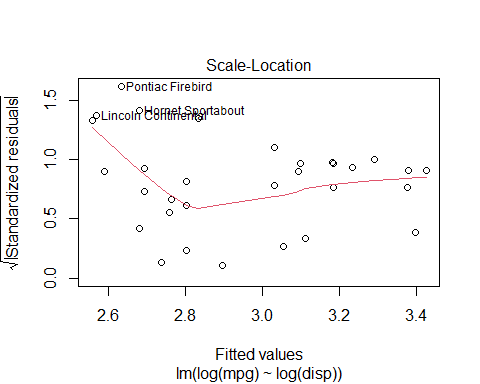 Scale-Location
Pontiac Firebird
Hornet Sportabout
Lincoln Continental
√|Standardized residuals|
1.5
1.0
0.5
0.0
2.6 2.8 3.0 3.2 3.4
Fitted values
lm(log(mpg) ~ log(disp))